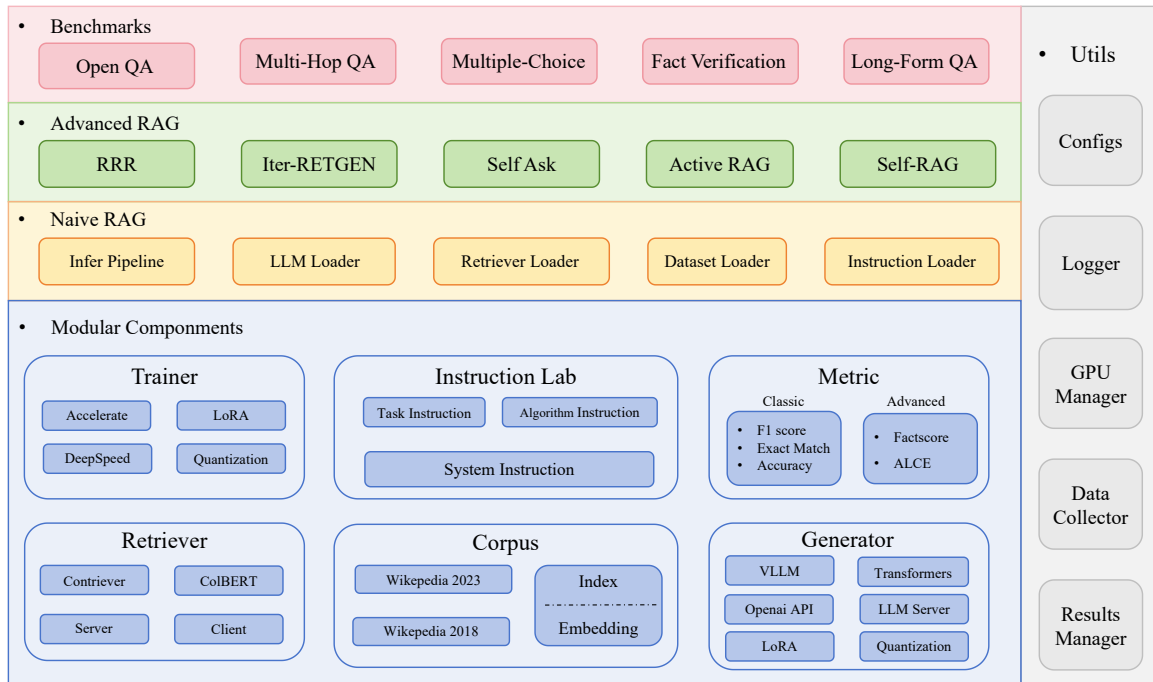 • Benchmarks
Open QA
Multi-Hop QA
Multiple-Choice
Fact Verification
Long-Form QA
• Advanced RAG
RRR
Iter-RETGEN
Self Ask
Active RAG
Self-RAG
• Naive RAG
Infer Pipeline
LLM Loader
Retriever Loader
Dataset Loader
Instruction Loader
• Modular Componments
Trainer
Accelerate
LoRA
DeepSpeed
Quantization
Instruction Lab
Task Instruction
Algorithm Instruction
System Instruction
Metric
Classic
• F1 score
• Exact Match
• Accuracy
Advanced
• Factscore
• ALCE
Retriever
Contriever
ColBERT
Server
Client
Corpus
Wikepedia 2023
Wikepedia 2018
Index
Embedding
Generator
VLLM
Transformers
Openai API
LLM Server
LoRA
Quantization
• Utils
Configs
Logger
GPU
Manager
Data
Collector
Results
Manager